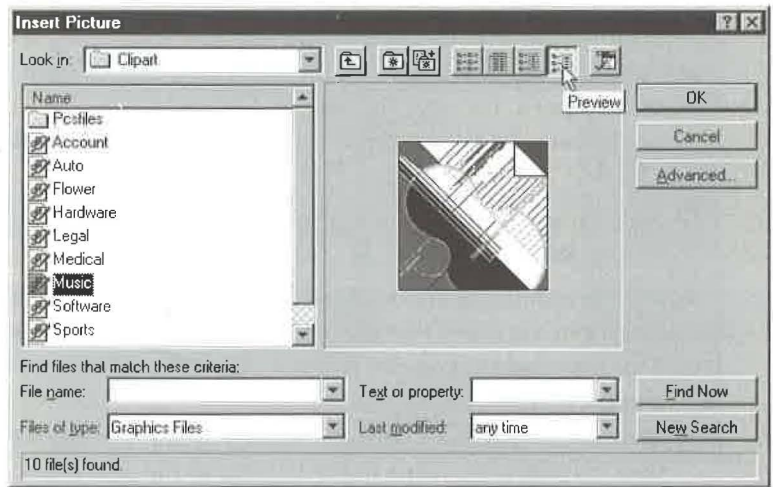 Insert Picture
Look in: Clipart
Preview
Name
Pcsfiles
Account
Auto
Flower
Hardware
Legal
Medical
Music
Software
Sports
OK
Cancel
Advanced...
Find files that match these criteria:
File name:
Text or property:
Find Now
Files of type: Graphics Files
Last modified: any time
New Search
10 file(s) found.